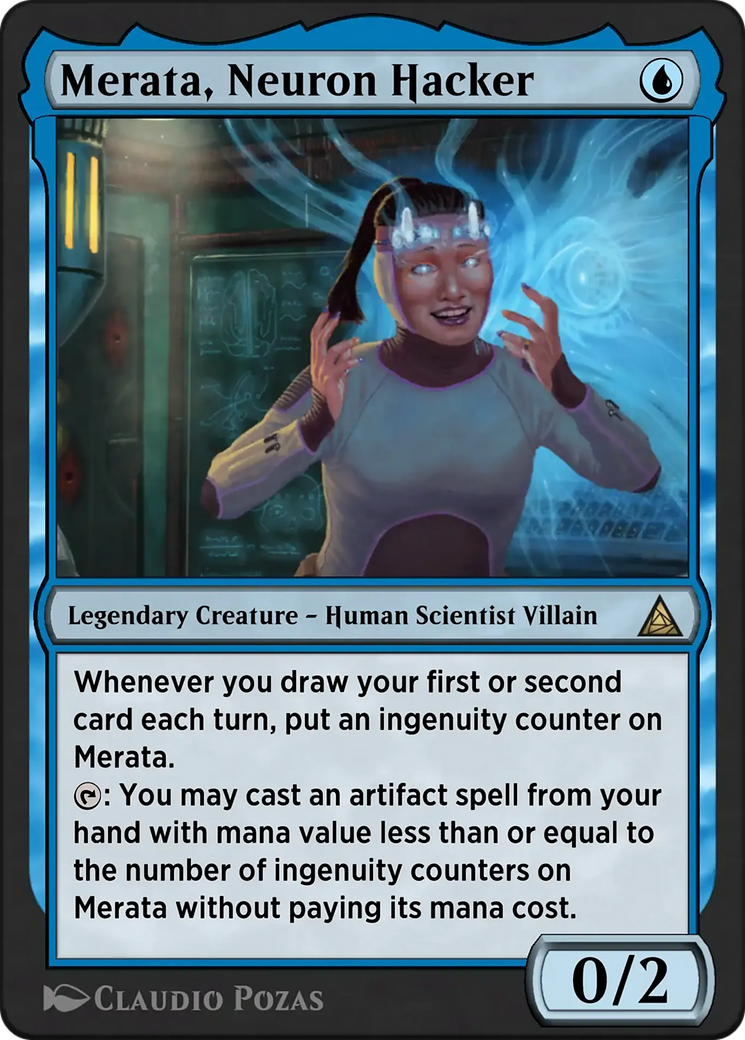 Merata, Neuron Hacker
Legendary Creature – Human Scientist Villain
Whenever you draw your first or second
card each turn, put an ingenuity counter on
Merata.
: You may cast an artifact spell from your
hand with mana value less than or equal to
the number of ingenuity counters on
Merata without paying its mana cost.
0/2
Claudio Pozas